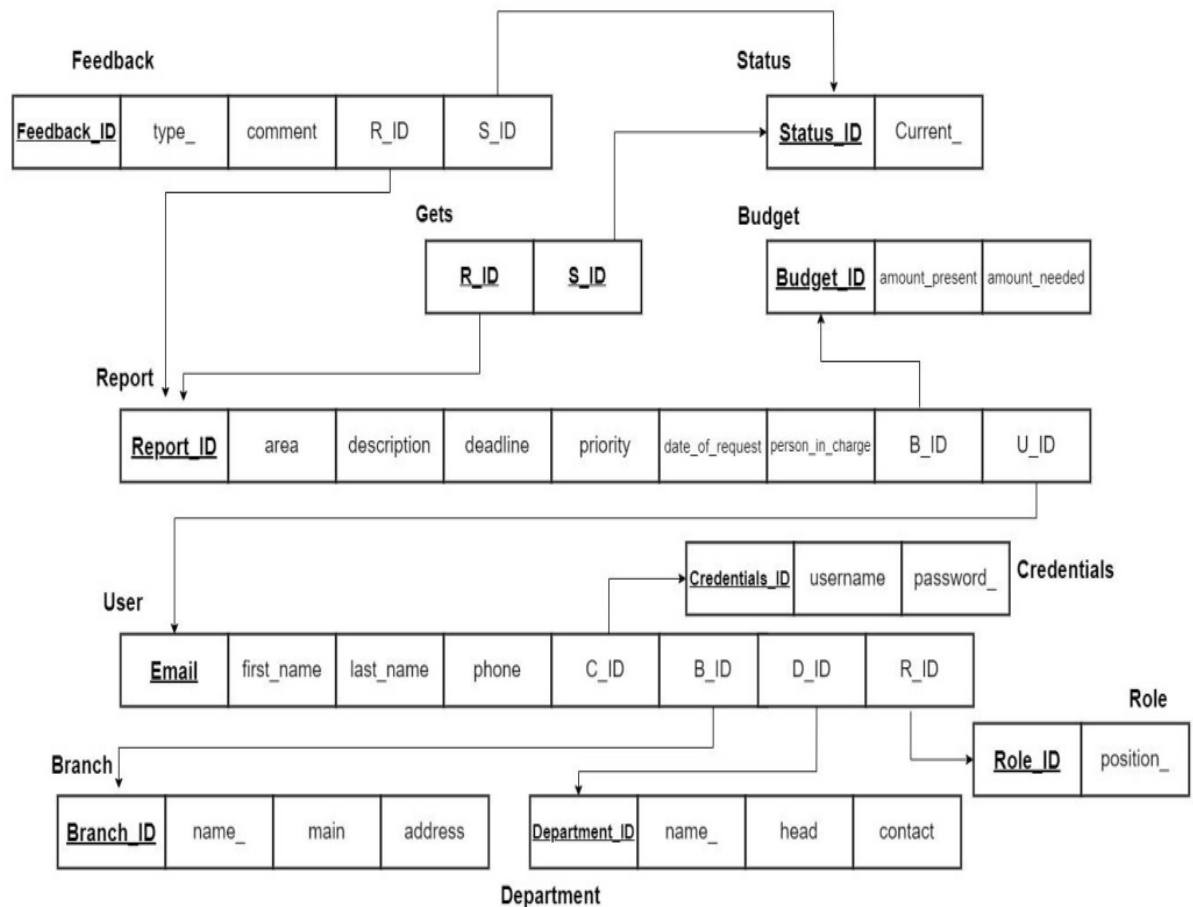 Feedback
Status
Feedback_ID type_ comment R_ID S_ID
Status_ID Current_
Gets
Budget
R_ID S_ID
Budget_ID amount_present amount_needed
Report
Report_ID area description deadline priority date_of_request person_in_charge B_ID U_ID
Credentials_ID username password_
Credentials
User
Email first_name last_name phone C_ID B_ID D_ID R_ID
Role
Role_ID position_
Branch
Branch_ID name_ main address
Department_ID name_ head contact
Department